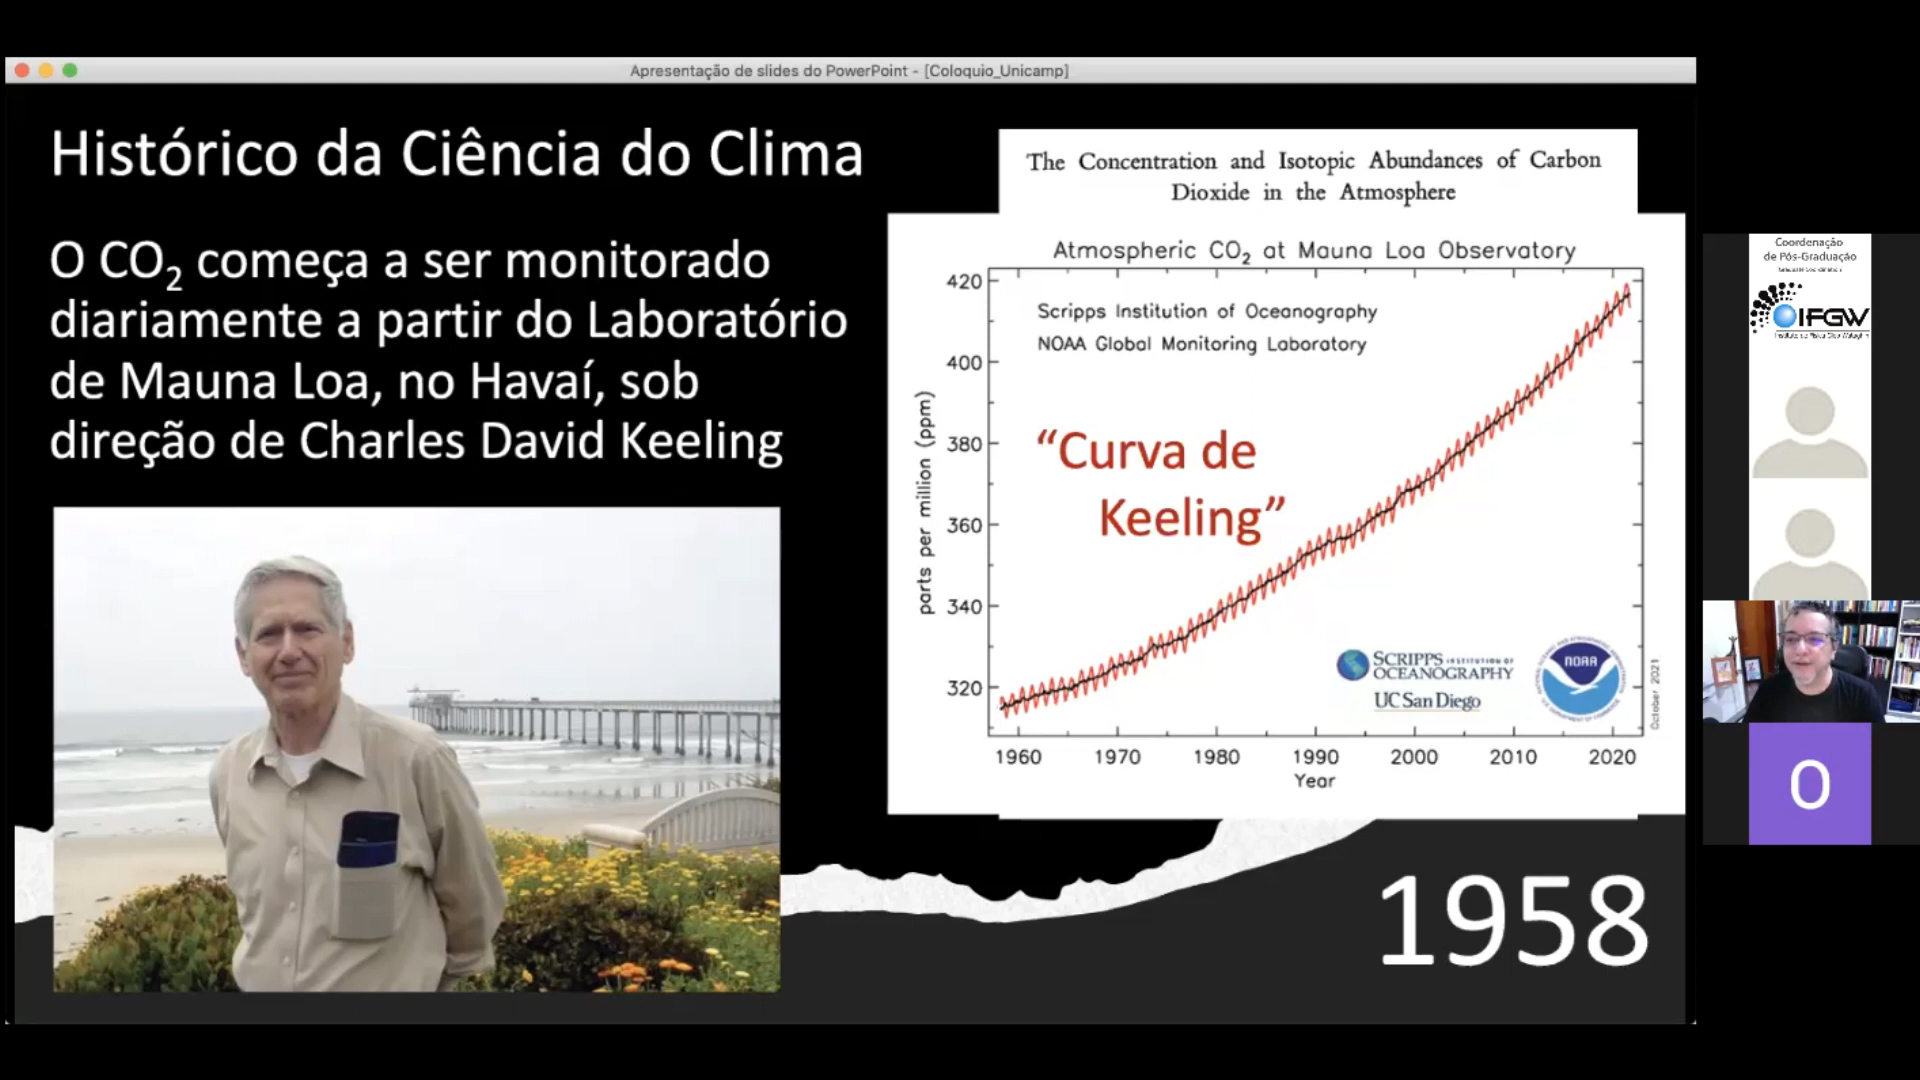 Apresentação de slides do PowerPoint - [Coloquio_Unicamp]
Histórico da Ciência do Clima
O CO₂ começa a ser monitorado
diariamente a partir do Laboratório
de Mauna Loa, no Havaí, sob
direção de Charles David Keeling
The Concentration and Isotopic Abundances of Carbon
Dioxide in the Atmosphere
Atmospheric CO₂ at Mauna Loa Observatory
Scripps Institution of Oceanography
NOAA Global Monitoring Laboratory
“Curva de
Keeling”
parts per million (ppm)
420
400
380
360
340
320
1960 1970 1980 1990 2000 2010 2020
Year
SCRIPPS INSTITUTION OF
OCEANOGRAPHY
UC San Diego
NOAA
October 2021
1958
Coordenação
de Pós-Graduação
IFGW
O